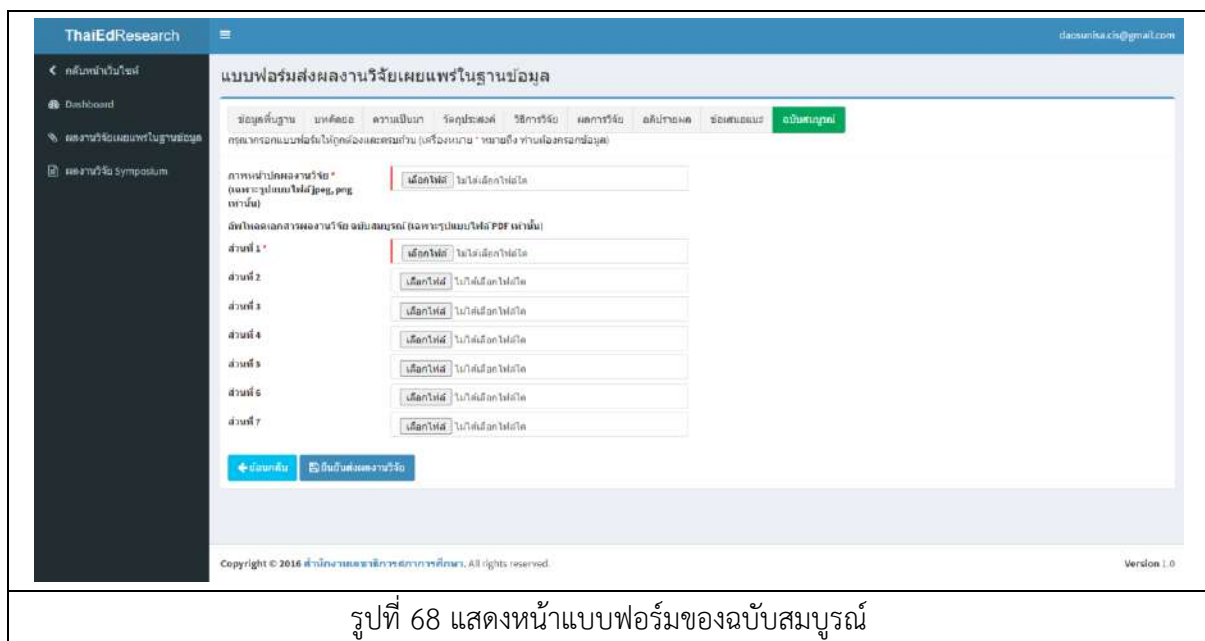 ThaiEdResearch
daosunisa.cis@gmail.com
กลับหน้าเว็บไซต์
Dashboard
ผลงานวิจัยเผยแพร่ในฐานข้อมูล
ผลงานวิจัย Symposium
แบบฟอร์มส่งผลงานวิจัยเผยแพร่ในฐานข้อมูล
ข้อมูลพื้นฐาน บทคัดย่อ ความเป็นมา วัตถุประสงค์ วิธีการวิจัย ผลการวิจัย อภิปรายผล ข้อเสนอแนะ ฉบับสมบูรณ์
กรุณากรอกแบบฟอร์มให้ถูกต้องและครบถ้วน (เครื่องหมาย * หมายถึง ท่านต้องกรอกข้อมูล)
ภาพหน้าปกผลงานวิจัย *
(เฉพาะรูปแบบไฟล์ jpeg, png
เท่านั้น)
เลือกไฟล์ ไม่ได้เลือกไฟล์ใด
อัพโหลดเอกสารผลงานวิจัย ฉบับสมบูรณ์ (เฉพาะรูปแบบไฟล์ PDF เท่านั้น)
ส่วนที่ 1 * เลือกไฟล์ ไม่ได้เลือกไฟล์ใด
ส่วนที่ 2 เลือกไฟล์ ไม่ได้เลือกไฟล์ใด
ส่วนที่ 3 เลือกไฟล์ ไม่ได้เลือกไฟล์ใด
ส่วนที่ 4 เลือกไฟล์ ไม่ได้เลือกไฟล์ใด
ส่วนที่ 5 เลือกไฟล์ ไม่ได้เลือกไฟล์ใด
ส่วนที่ 6 เลือกไฟล์ ไม่ได้เลือกไฟล์ใด
ส่วนที่ 7 เลือกไฟล์ ไม่ได้เลือกไฟล์ใด
ย้อนกลับ ยืนยันส่งผลงานวิจัย
Copyright © 2016 สำนักงานเลขาธิการสภาการศึกษา. All rights reserved. Version 1.0
รูปที่ 68 แสดงหน้าแบบฟอร์มของฉบับสมบูรณ์